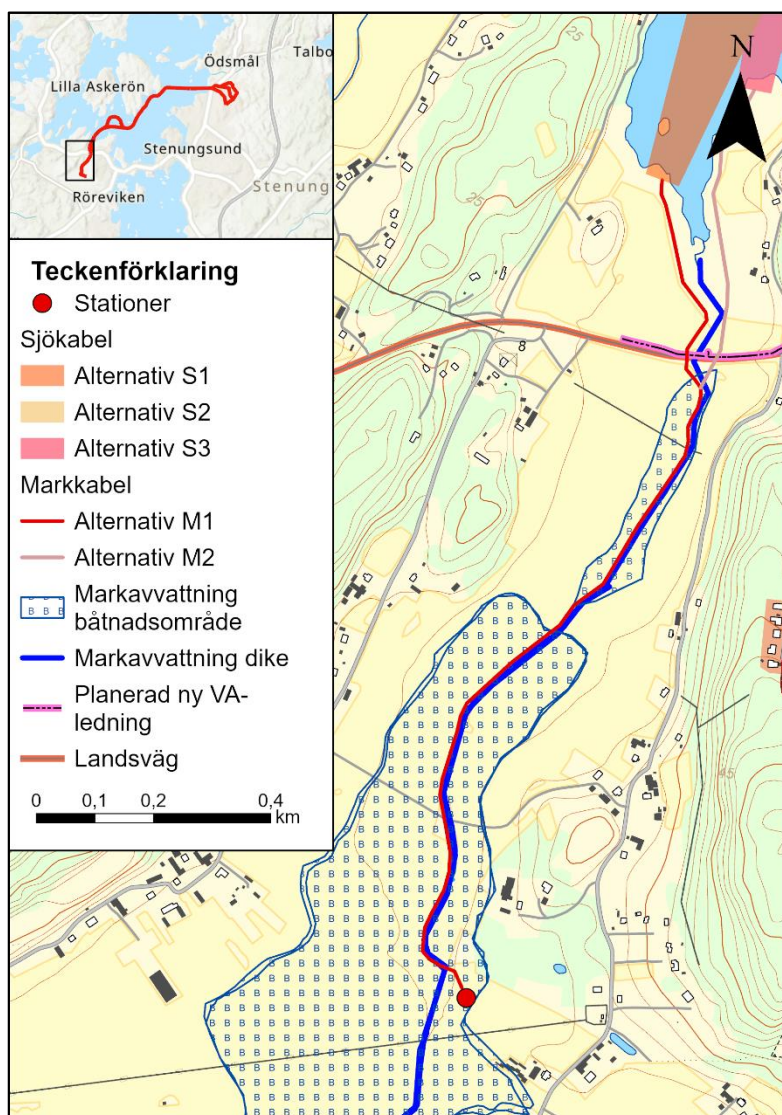 Ödsmål
Talbo
Lilla Askerön
Stenungsund
Stenung
Röreviken
Teckenförklaring
Stationer
Sjökabel
Alternativ S1
Alternativ S2
Alternativ S3
Markkabel
Alternativ M1
Alternativ M2
Markavvattning
båtnadsområde
Markavvattning dike
Planerad ny VA-
ledning
Landsväg
0 0,1 0,2 0,4
km
N
25
25
8
45